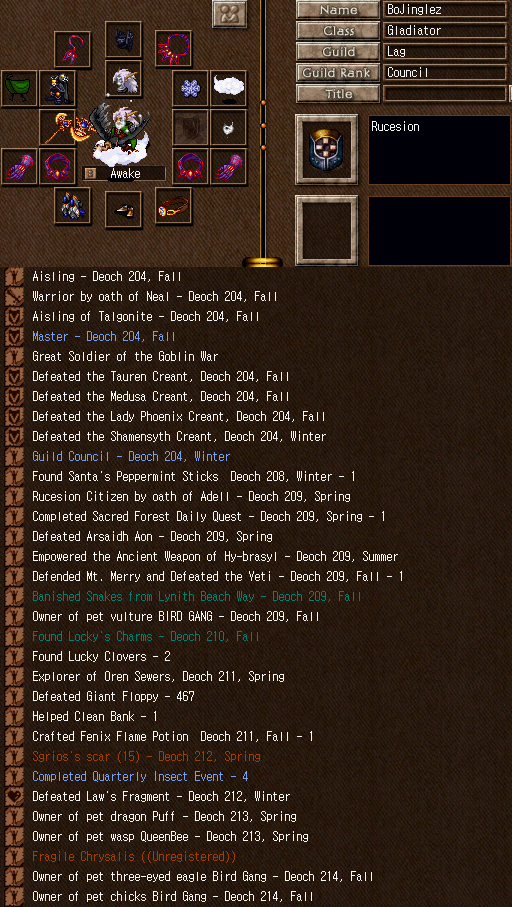 Name BoJinglez
Class Gladiator
Guild Lag
Guild Rank Council
Title
Rucesion
Awake
Aisling - Deoch 204, Fall
Warrior by oath of Neal - Deoch 204, Fall
Aisling of Talgonite - Deoch 204, Fall
Master - Deoch 204, Fall
Great Soldier of the Goblin War
Defeated the Tauren Creant, Deoch 204, Fall
Defeated the Medusa Creant, Deoch 204, Fall
Defeated the Lady Phoenix Creant, Deoch 204, Fall
Defeated the Shamensyth Creant, Deoch 204, Winter
Guild Council - Deoch 204, Winter
Found Santa's Peppermint Sticks  Deoch 208, Winter - 1
Rucesion Citizen by oath of Adell - Deoch 209, Spring
Completed Sacred Forest Daily Quest - Deoch 209, Spring - 1
Defeated Arsaidh Aon - Deoch 209, Spring
Empowered the Ancient Weapon of Hy-brasyl - Deoch 209, Summer
Defended Mt. Merry and Defeated the Yeti - Deoch 209, Fall - 1
Banished Snakes from Lynith Beach Way - Deoch 209, Fall
Owner of pet vulture BIRD GANG - Deoch 209, Fall
Found Locky's Charms - Deoch 210, Fall
Found Lucky Clovers - 2
Explorer of Oren Sewers, Deoch 211, Spring
Defeated Giant Floppy - 467
Helped Clean Bank - 1
Crafted Fenix Flame Potion  Deoch 211, Fall - 1
Sgrios's scar (15) - Deoch 212, Spring
Completed Quarterly Insect Event - 4
Defeated Law's Fragment - Deoch 212, Winter
Owner of pet dragon Puff - Deoch 213, Spring
Owner of pet wasp QueenBee - Deoch 213, Spring
Fragile Chrysalis ((Unregistered))
Owner of pet three-eyed eagle Bird Gang - Deoch 214, Fall
Owner of pet chicks Bird Gang - Deoch 214, Fall